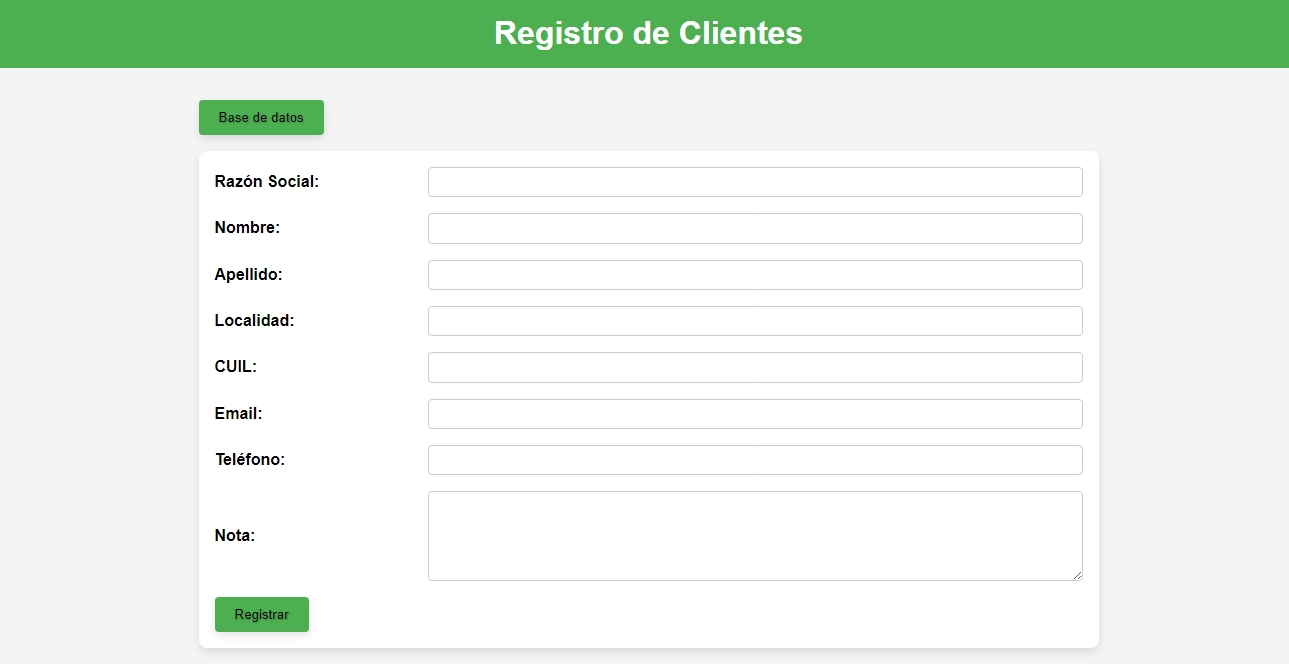 Registro de Clientes
Base de datos
Razón Social:
Nombre:
Apellido:
Localidad:
CUIL:
Email:
Teléfono:
Nota:
Registrar